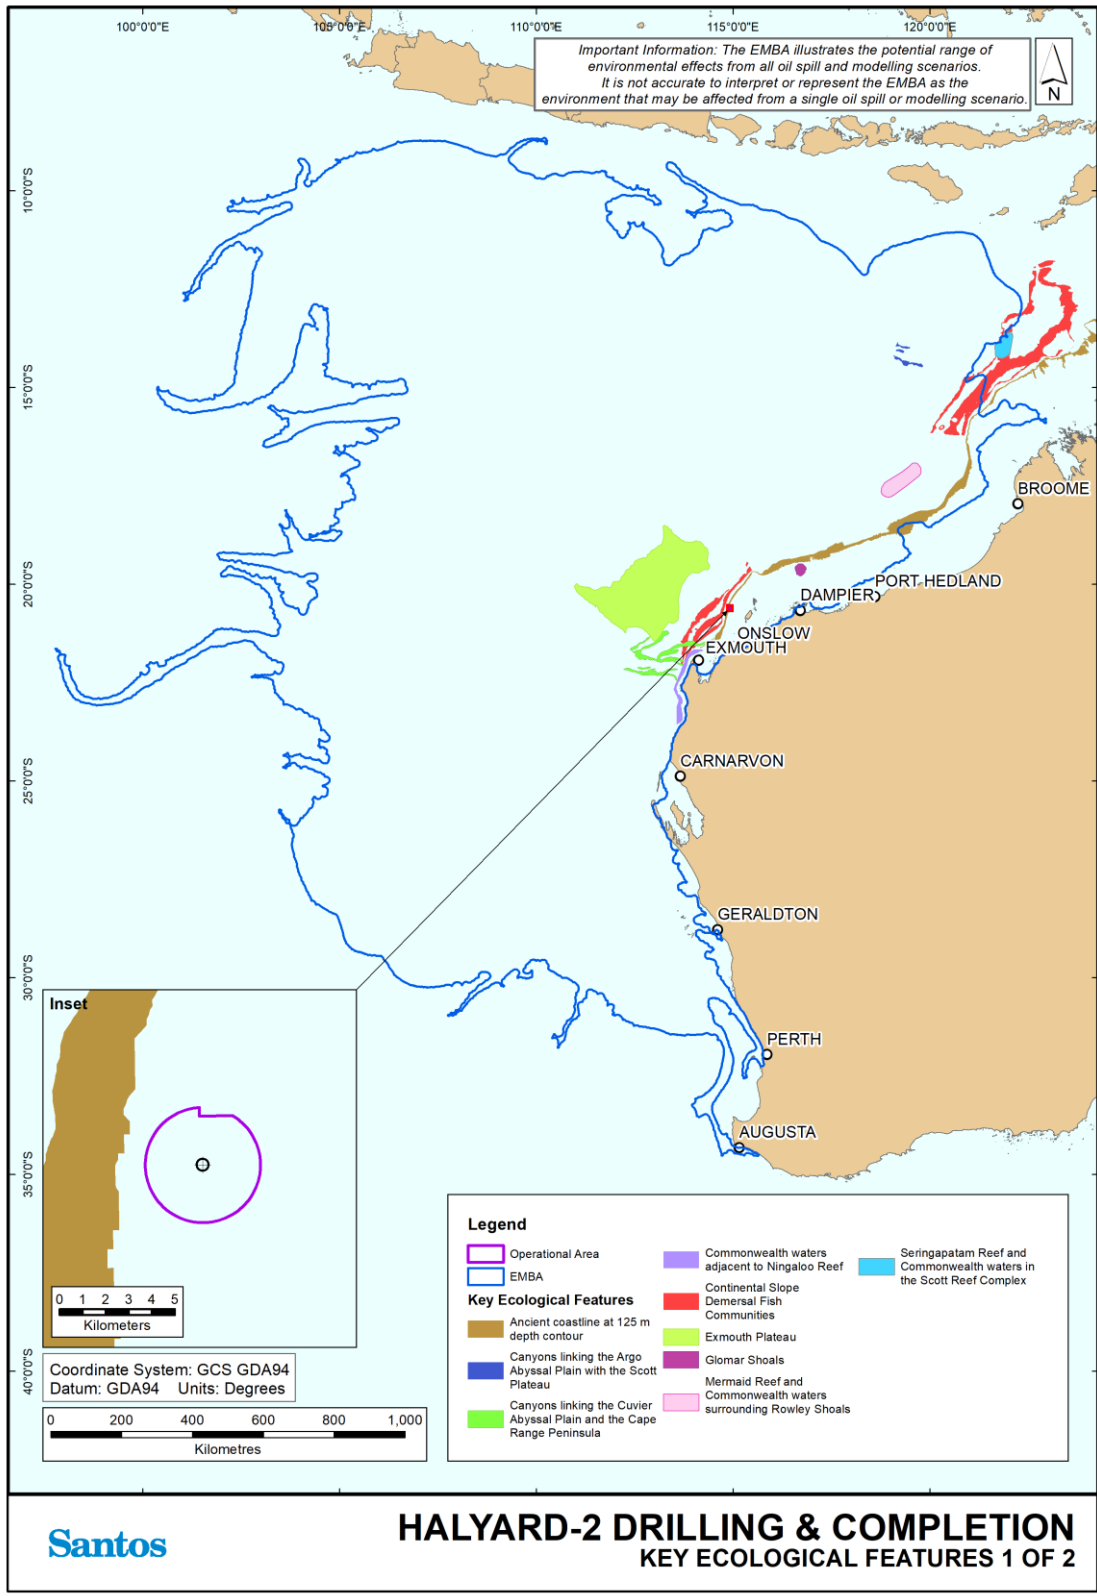 100°0'0"E
105°0'0"E
110°0'0"E
115°0'0"E
120°0'0"E
Important Information: The EMBA illustrates the potential range of
environmental effects from all oil spill and modelling scenarios.
It is not accurate to interpret or represent the EMBA as the
environment that may be affected from a single oil spill or modelling scenario.
N
10°0'0"S
15°0'0"S
20°0'0"S
25°0'0"S
30°0'0"S
35°0'0"S
40°0'0"S
BROOME
PORT HEDLAND
DAMPIER
ONSLOW
EXMOUTH
CARNARVON
GERALDTON
PERTH
AUGUSTA
Inset
0 1 2 3 4 5
Kilometers
Coordinate System: GCS GDA94
Datum: GDA94 Units: Degrees
0 200 400 600 800 1,000
Kilometres
Legend
Operational Area
EMBA
Key Ecological Features
Ancient coastline at 125 m
depth contour
Canyons linking the Argo
Abyssal Plain with the Scott
Plateau
Canyons linking the Cuvier
Abyssal Plain and the Cape
Range Peninsula
Commonwealth waters
adjacent to Ningaloo Reef
Continental Slope
Demersal Fish
Communities
Exmouth Plateau
Glomar Shoals
Mermaid Reef and
Commonwealth waters
surrounding Rowley Shoals
Seringapatam Reef and
Commonwealth waters in
the Scott Reef Complex
Santos
HALYARD-2 DRILLING & COMPLETION
KEY ECOLOGICAL FEATURES 1 OF 2